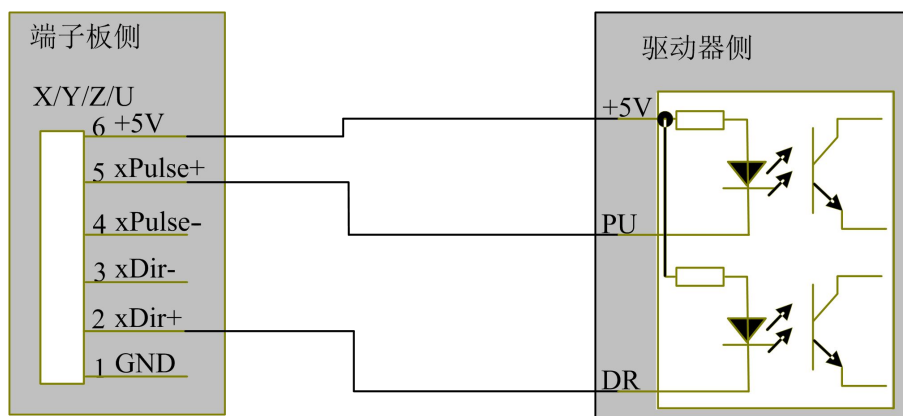 端子板侧
X/Y/Z/U
6 +5V
5 xPulse+
4 xPulse-
3 xDir-
2 xDir+
1 GND
驱动器侧
+5V
PU
DR